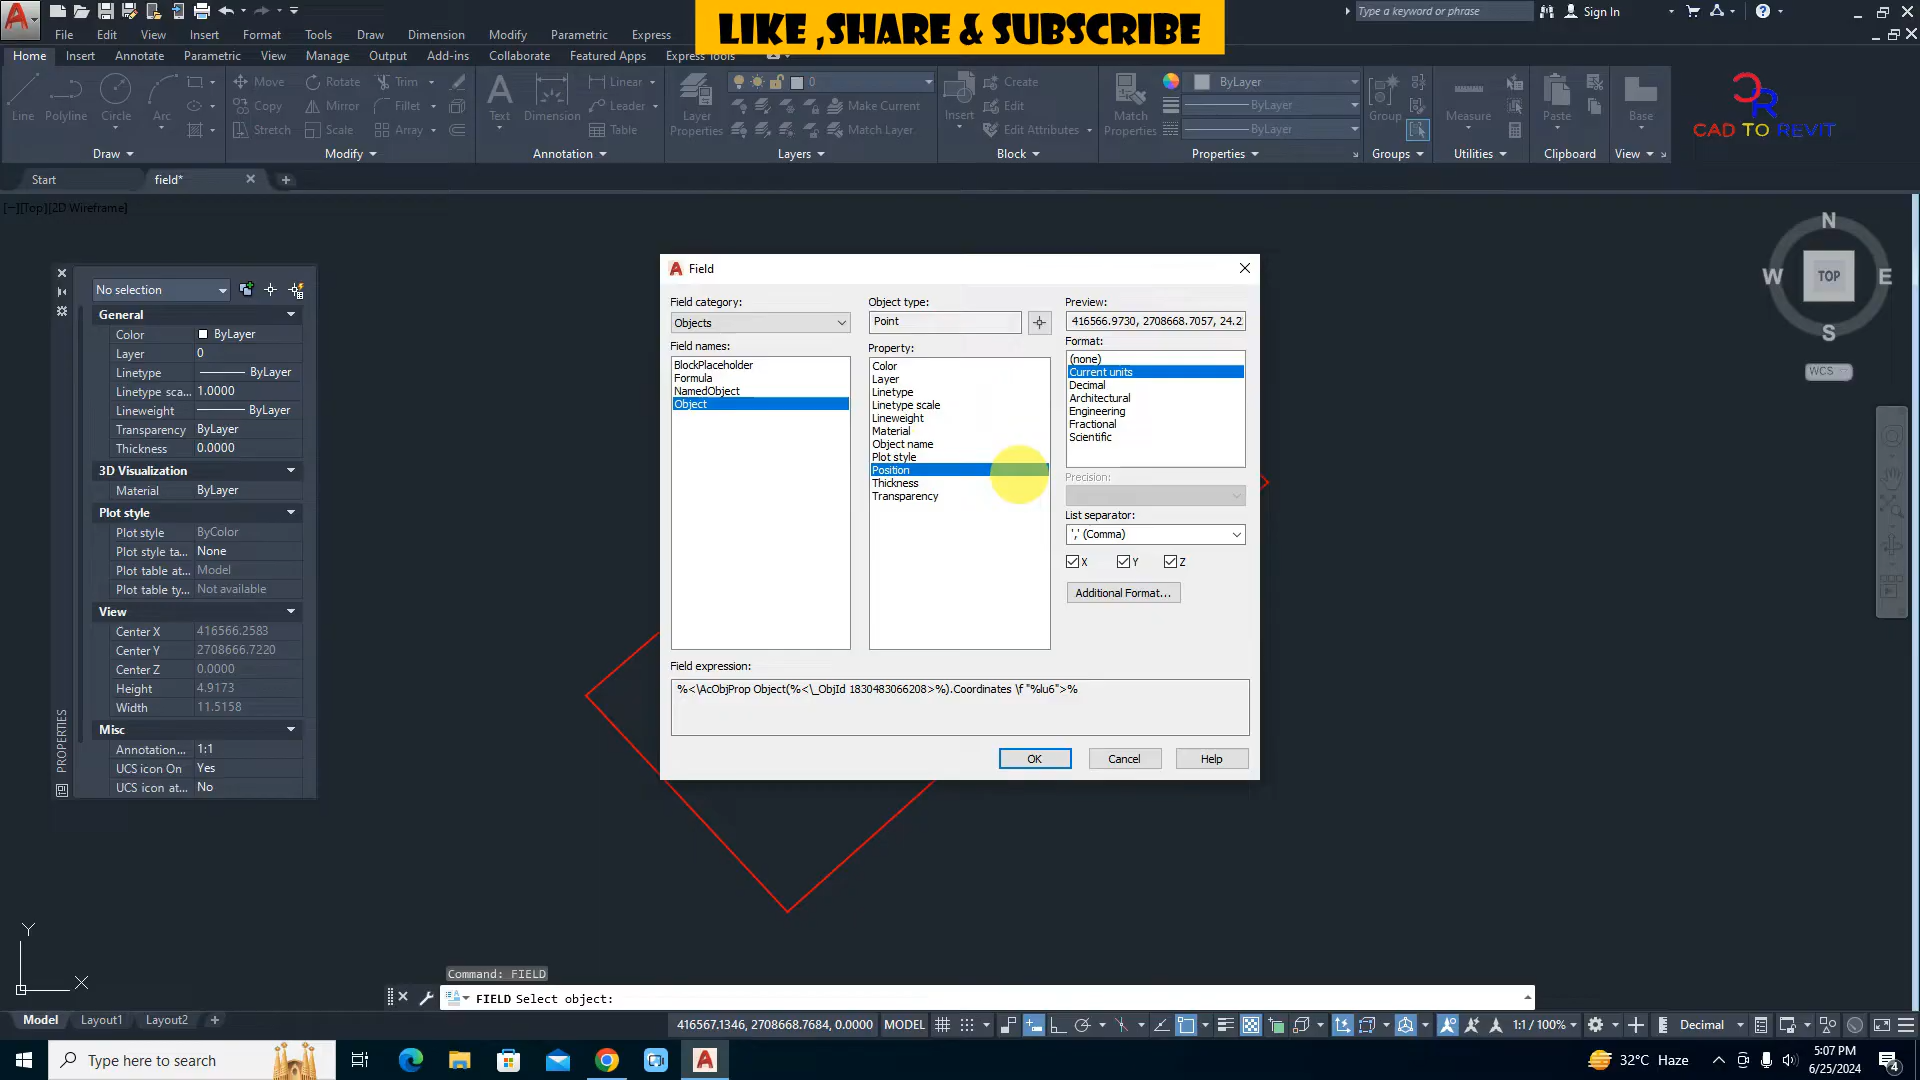 LIKE ,SHARE & SUBSCRIBE
Type a keyword or phrase
Sign In
File Edit View Insert Format Tools Draw Dimension Modify Parametric Express
Home Insert Annotate Parametric View Manage Output Add-ins Collaborate Featured Apps Express Tools
Line Polyline Circle Arc
Move Rotate Trim
Copy Mirror Fillet
Stretch Scale Array
Text Dimension
Linear
Leader
Table
Layer Properties
0
Make Current
Match Layer
Insert
Create
Edit
Edit Attributes
Match Properties
ByLayer
ByLayer
ByLayer
Group
Measure
Paste
Base
CAD TO REVIT
Draw Modify Annotation Layers Block Properties Groups Utilities Clipboard View
Start field*
[−][Top][2D Wireframe]
N
W TOP E
S
WCS
No selection
General
Color ByLayer
Layer 0
Linetype ByLayer
Linetype sca... 1.0000
Lineweight ByLayer
Transparency ByLayer
Thickness 0.0000
3D Visualization
Material ByLayer
Plot style
Plot style ByColor
Plot style ta... None
Plot table at... Model
Plot table ty... Not available
View
Center X 416566.2583
Center Y 2708666.7220
Center Z 0.0000
Height 4.9173
Width 11.5158
Misc
Annotation... 1:1
UCS icon On Yes
UCS icon at... No
PROPERTIES
Field
Field category:
Objects
Field names:
BlockPlaceholder
Formula
NamedObject
Object
Object type:
Point
Property:
Color
Layer
Linetype
Linetype scale
Lineweight
Material
Object name
Plot style
Position
Thickness
Transparency
Preview:
416566.9730, 2708668.7057, 24.2
Format:
(none)
Current units
Decimal
Architectural
Engineering
Fractional
Scientific
Precision:
List separator:
',' (Comma)
X Y Z
Additional Format...
Field expression:
%<\AcObjProp Object(%<\_ObjId 1830483066208>%).Coordinates \f "%lu6">%
OK Cancel Help
Y
X
Command: FIELD
FIELD Select object:
Model Layout1 Layout2
416567.1346, 2708668.7684, 0.0000 MODEL 1:1 / 100% Decimal
Type here to search
32°C Haze
5:07 PM
6/25/2024
4